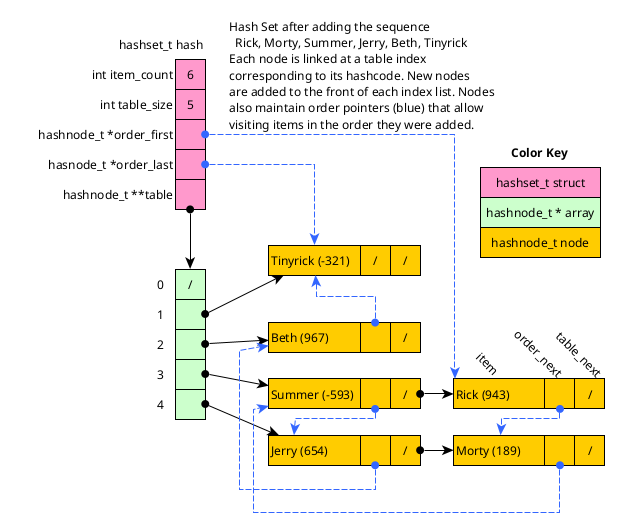 Hash Set after adding the sequence
Rick, Morty, Summer, Jerry, Beth, Tinyrick
Each node is linked at a table index
corresponding to its hashcode. New nodes
are added to the front of each index list. Nodes
also maintain order pointers (blue) that allow
visiting items in the order they were added.
hashset_t hash
int item_count 6
int table_size 5
hashnode_t *order_first
hasnode_t *order_last
hashnode_t **table
Color Key
hashset_t struct
hashnode_t * array
hashnode_t node
Tinyrick (-321) / /
0 /
1
2
3
4
Beth (967) /
item
order_next
table_next
Summer (-593) /
Rick (943) /
Jerry (654) /
Morty (189) /